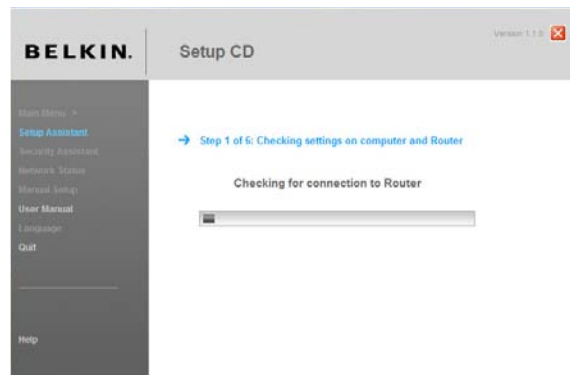 BELKIN.
Setup CD
Version 1.1.0
Main Menu >
Setup Assistant
Security Assistant
Network Status
Manual Setup
User Manual
Language
Quit
Help
Step 1 of 6: Checking settings on computer and Router
Checking for connection to Router